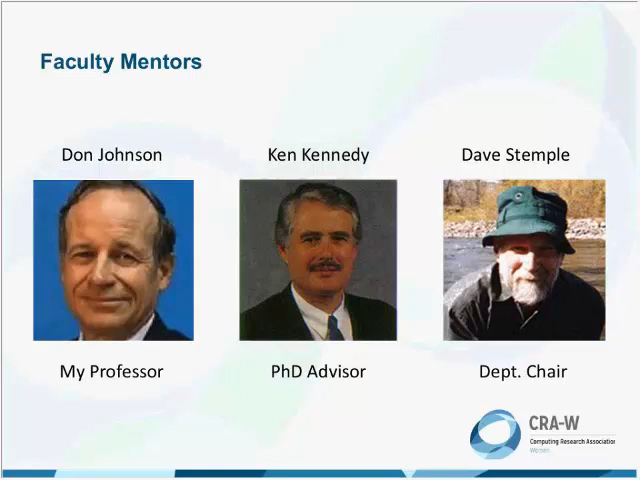 Faculty Mentors
Don Johnson
Ken Kennedy
Dave Stemple
My Professor
PhD Advisor
Dept. Chair
CRA-W
Computing Research Association
Women